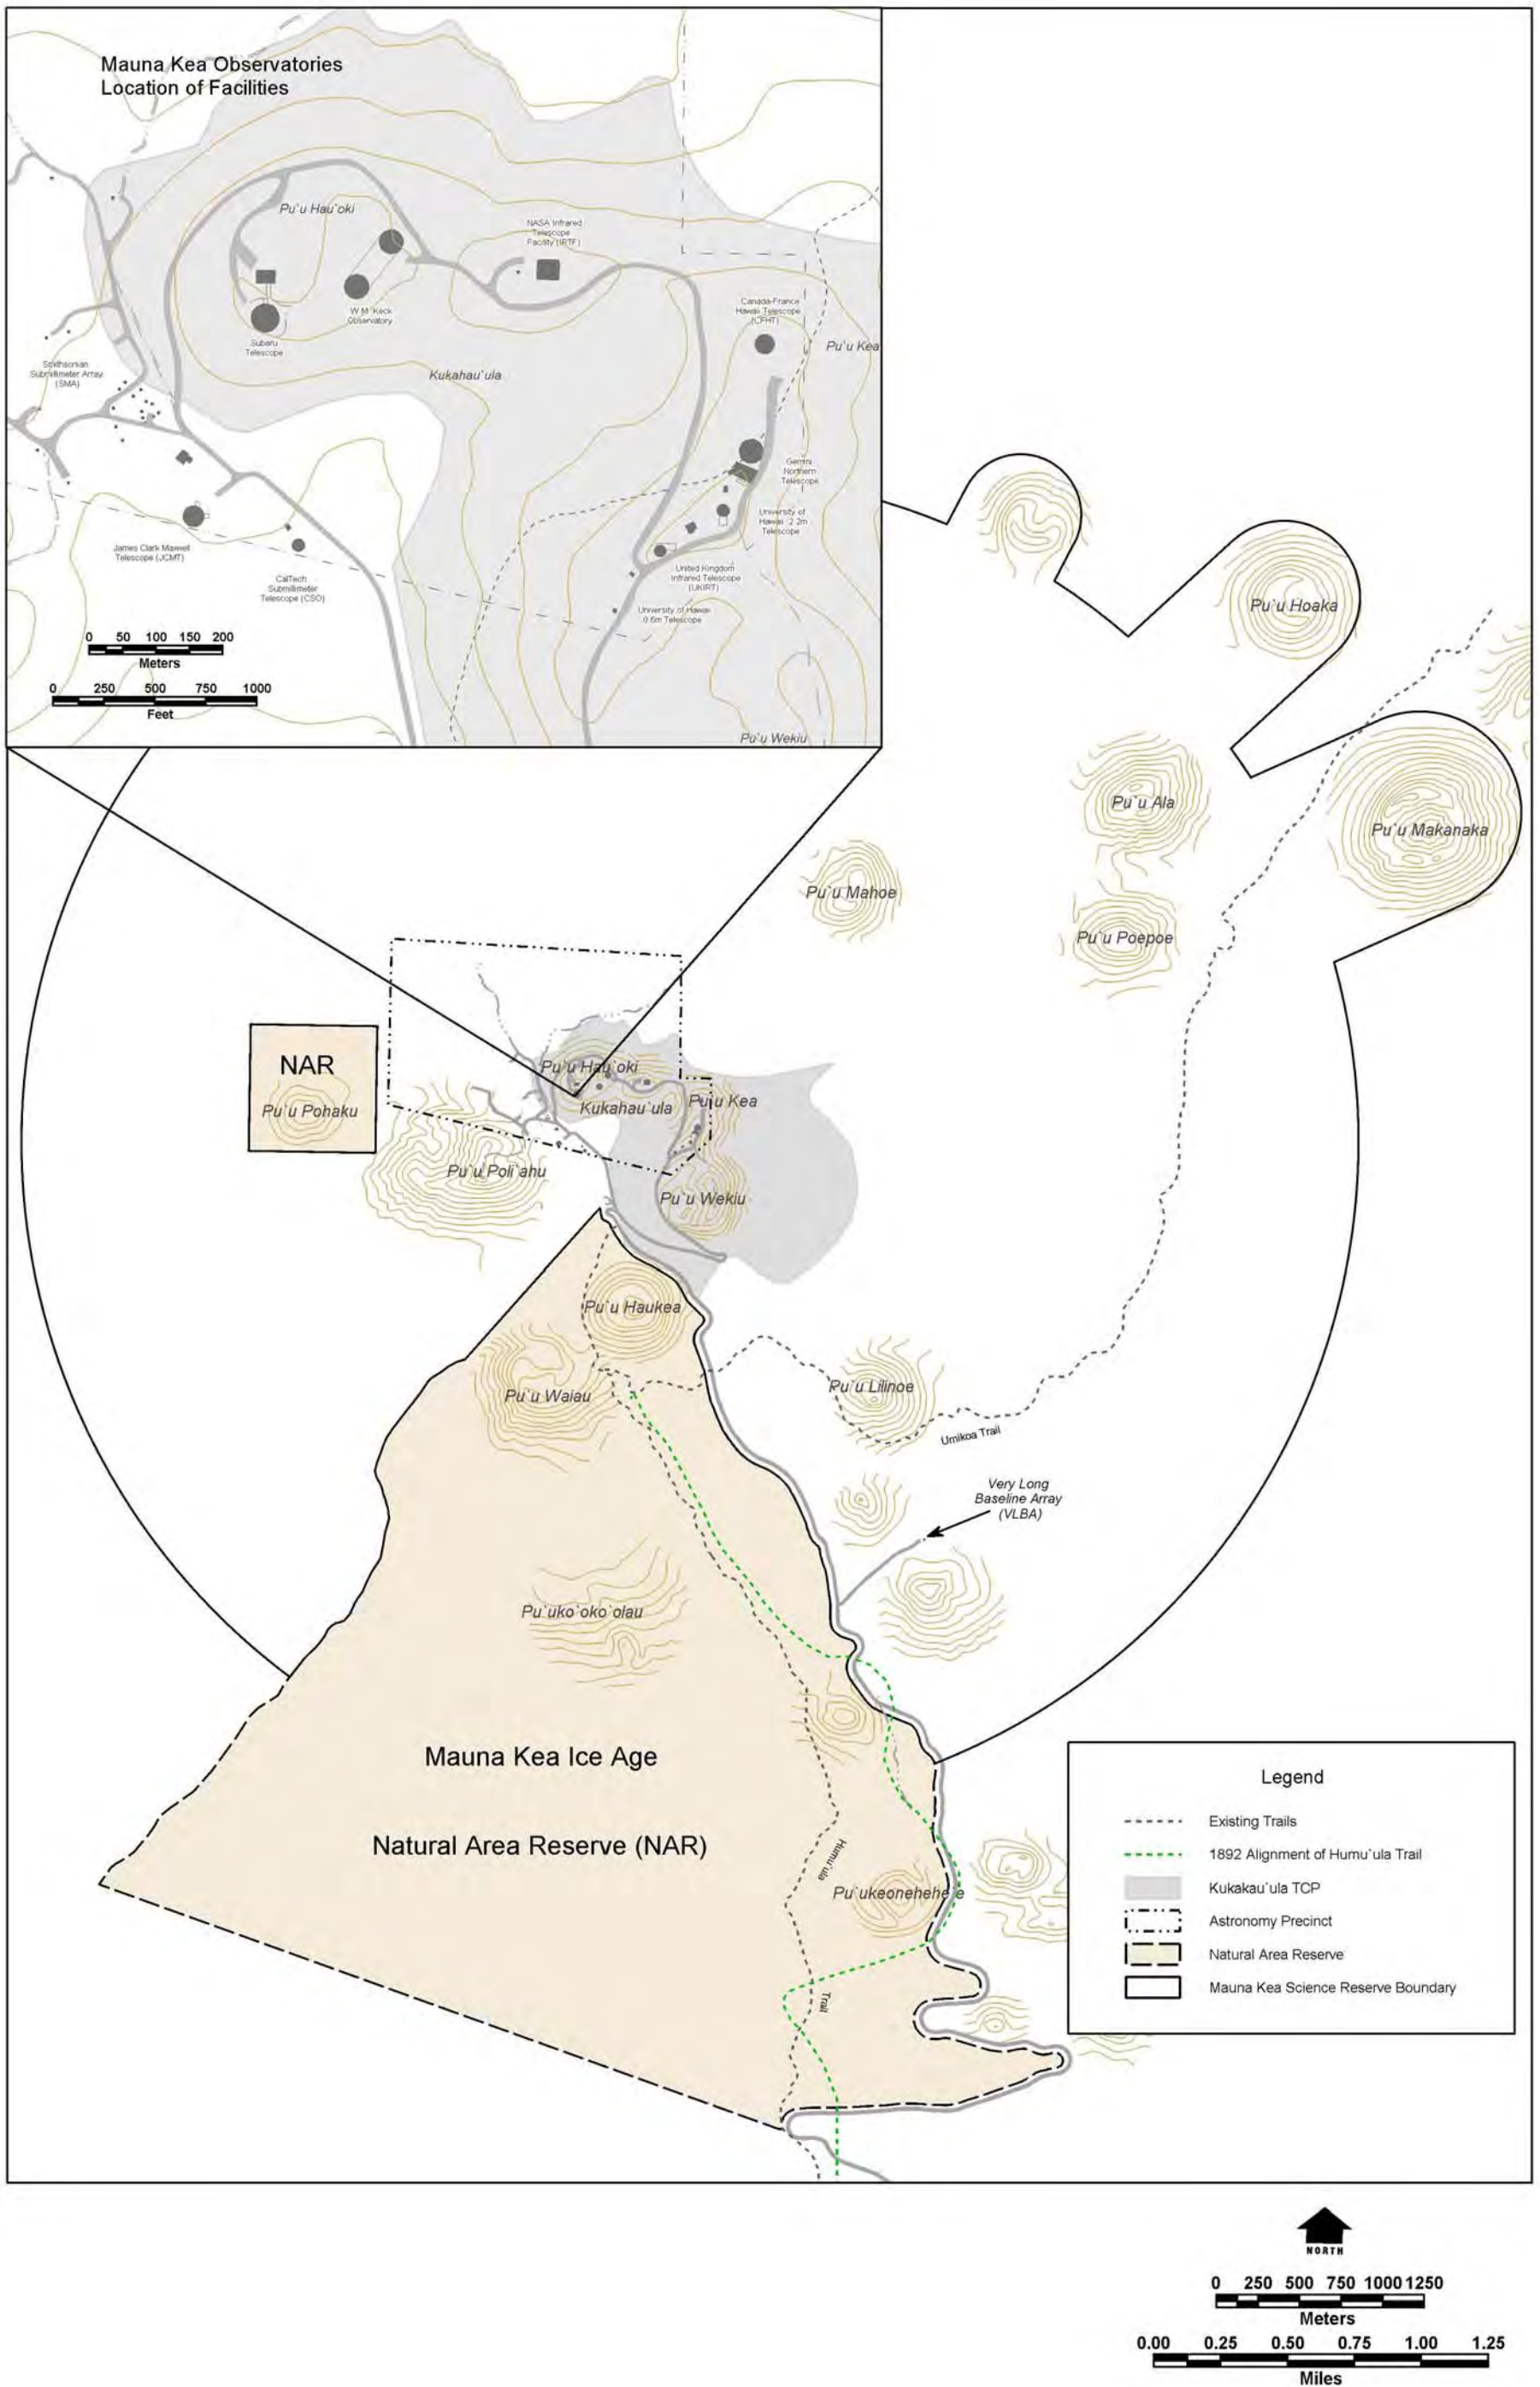 Mauna Kea Observatories
Location of Facilities
Pu`u Hau`oki
NASA Infrared
Telescope
Facility (IRTF)
W.M. Keck
Observatory
Subaru
Telescope
Canada-France
Hawaii Telescope
(CFHT)
Pu`u Kea
Smithsonian
Submillimeter Array
(SMA)
Kukahau`ula
Gemini
Northern
Telescope
University of
Hawaii 2.2m
Telescope
James Clark Maxwell
Telescope (JCMT)
CalTech
Submillimeter
Telescope (CSO)
United Kingdom
Infrared Telescope
(UKIRT)
University of Hawaii
0.6m Telescope
0 50 100 150 200
Meters
0 250 500 750 1000
Feet
Pu`u Wekiu
Pu`u Hoaka
Pu`u Ala
Pu`u Makanaka
Pu`u Mahoe
Pu`u Poepoe
NAR
Pu`u Pohaku
Pu`u Hau`oki
Kukahau`ula
Pu`u Kea
Pu`u Poli`ahu
Pu`u Wekiu
Pu`u Haukea
Pu`u Waiau
Pu`u Lilinoe
Umikoa Trail
Very Long
Baseline Array
(VLBA)
Pu`uko`oko`olau
Mauna Kea Ice Age
Natural Area Reserve (NAR)
Humu`ula
Trail
Pu`ukeonehehe`e
Legend
Existing Trails
1892 Alignment of Humu`ula Trail
Kukakau`ula TCP
Astronomy Precinct
Natural Area Reserve
Mauna Kea Science Reserve Boundary
NORTH
0 250 500 750 1000 1250
Meters
0.00 0.25 0.50 0.75 1.00 1.25
Miles